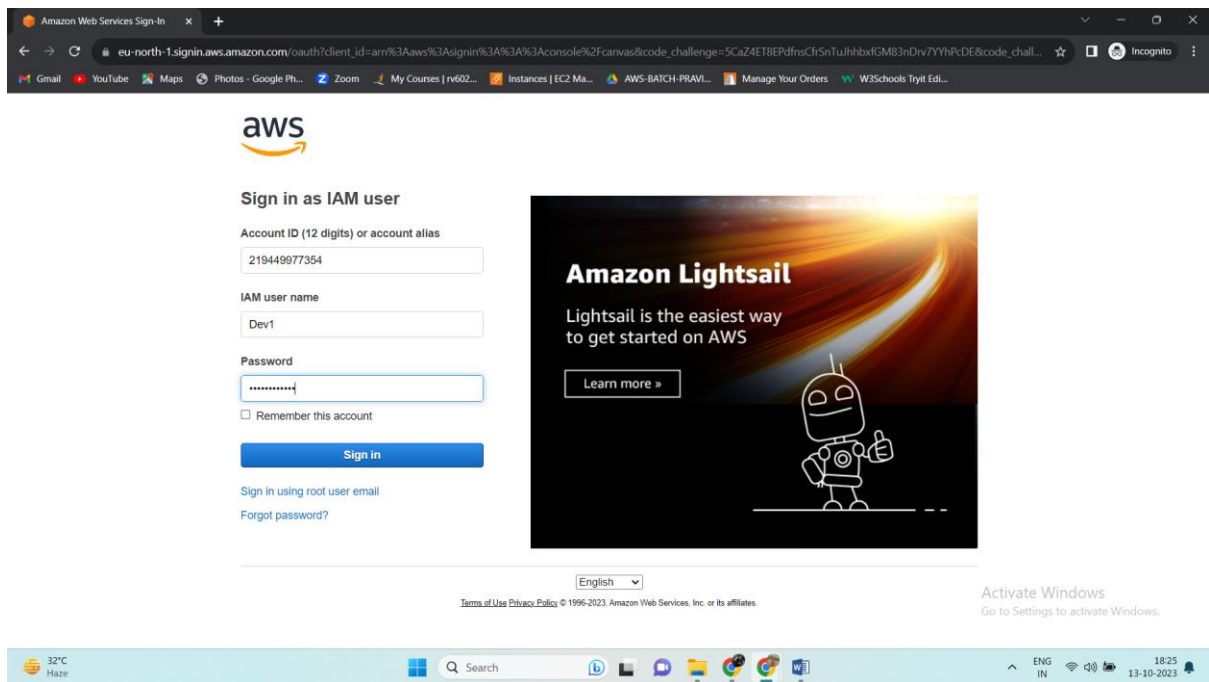 Amazon Web Services Sign-In
eu-north-1.signin.aws.amazon.com/oauth?client_id=arn%3Aaws%3Asignin%3A%3A%3Aconsole%2Fcanvas&code_challenge=5CaZ4ET8EPdfnsCfrSnTuJhhbxfGM83nDrv7YYhPcDE&code_chall...
Incognito
Gmail YouTube Maps Photos - Google Ph... Zoom My Courses | rv602... Instances | EC2 Ma... AWS-BATCH-PRAVI... Manage Your Orders W3Schools Tryit Edi...
aws
Sign in as IAM user
Account ID (12 digits) or account alias
219449977354
IAM user name
Dev1
Password
••••••••••••
Remember this account
Sign in
Sign in using root user email
Forgot password?
Amazon Lightsail
Lightsail is the easiest way
to get started on AWS
Learn more »
English
Terms of Use Privacy Policy © 1996-2023, Amazon Web Services, Inc. or its affiliates.
Activate Windows
Go to Settings to activate Windows.
32°C
Haze
Search
ENG
IN
18:25
13-10-2023